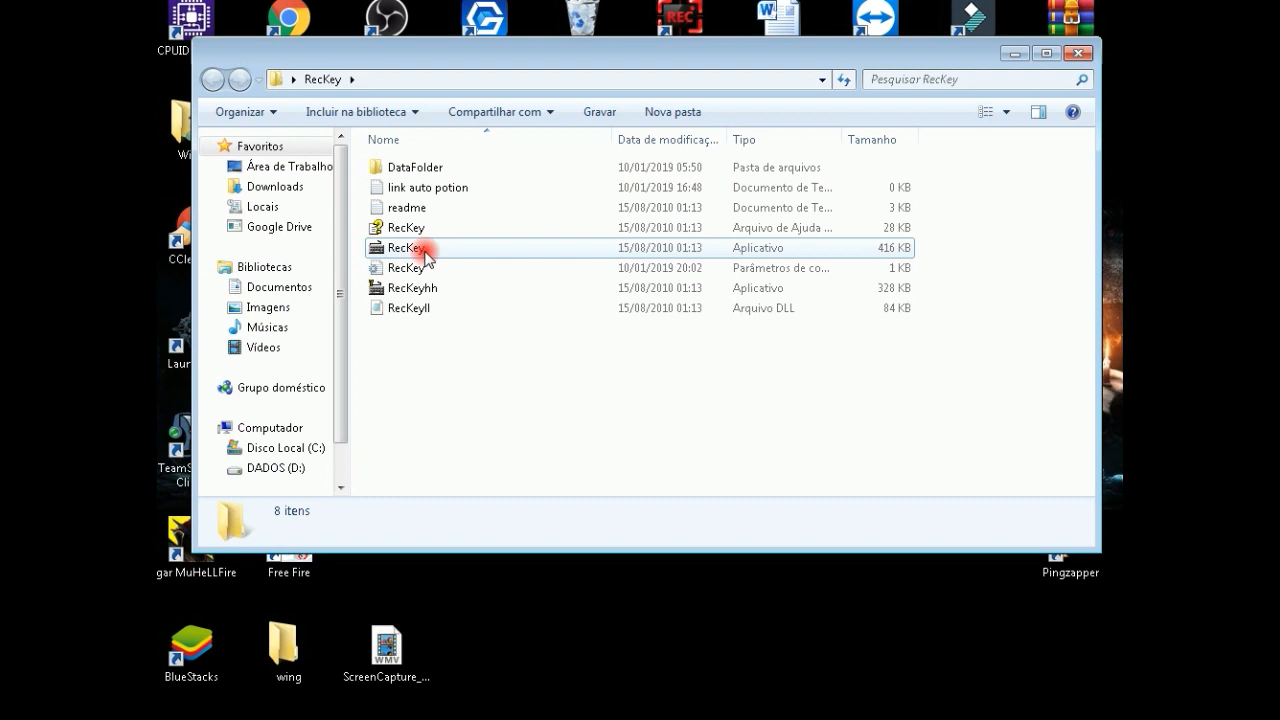 REC
CPUID
RecKey
Pesquisar RecKey
Organizar
Incluir na biblioteca
Compartilhar com
Gravar
Nova pasta
Nome
Data de modificaç...
Tipo
Tamanho
DataFolder 10/01/2019 05:50 Pasta de arquivos
link auto potion 10/01/2019 16:48 Documento de Te... 0 KB
readme 15/08/2010 01:13 Documento de Te... 3 KB
RecKey 15/08/2010 01:13 Arquivo de Ajuda ... 28 KB
RecKey 15/08/2010 01:13 Aplicativo 416 KB
RecKey 10/01/2019 20:02 Parâmetros de co... 1 KB
RecKeyhh 15/08/2010 01:13 Aplicativo 328 KB
RecKeyll 15/08/2010 01:13 Arquivo DLL 84 KB
Favoritos
Área de Trabalho
Downloads
Locais
Google Drive
Bibliotecas
Documentos
Imagens
Músicas
Vídeos
Grupo doméstico
Computador
Disco Local (C:)
DADOS (D:)
8 itens
Wi
CCle
Laun
TeamS
Cli
gar MuHeLLFire
Free Fire
Pingzapper
BlueStacks
wing
WMV
ScreenCapture_...